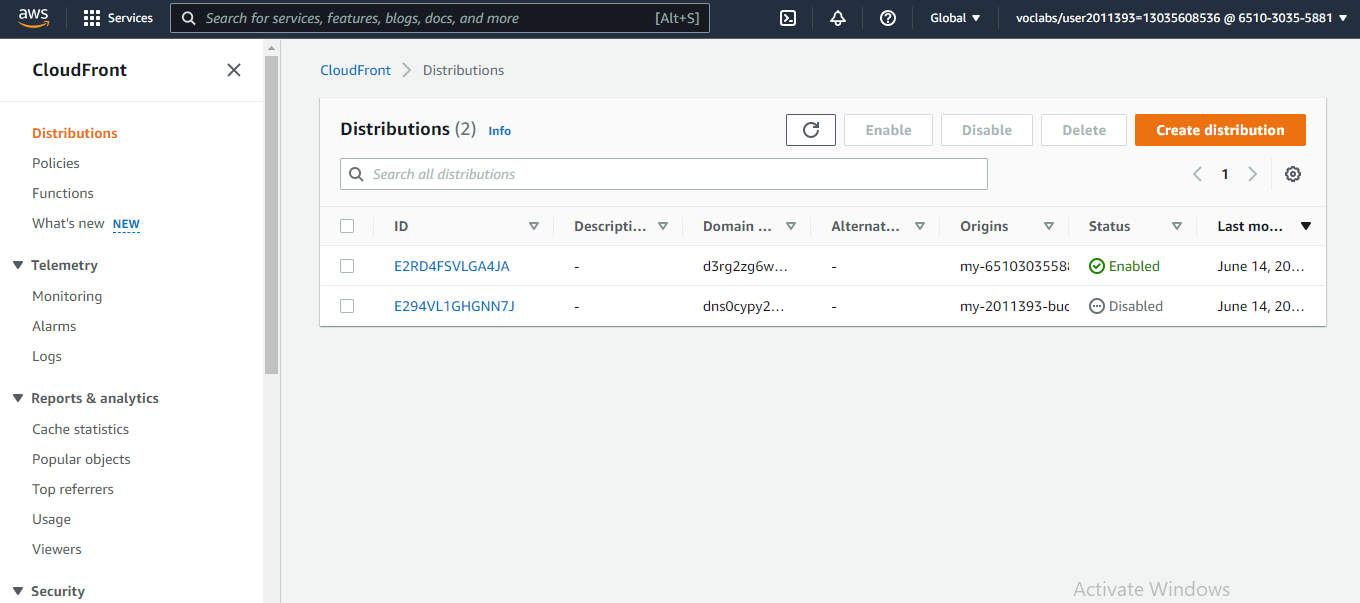 aws
Services
Search for services, features, blogs, docs, and more [Alt+S]
Global
voclabs/user2011393=13035608536 @ 6510-3035-5881
CloudFront
Distributions
Policies
Functions
What's new NEW
Telemetry
Monitoring
Alarms
Logs
Reports & analytics
Cache statistics
Popular objects
Top referrers
Usage
Viewers
Security
CloudFront Distributions
Distributions (2) Info
Enable Disable Delete Create distribution
Search all distributions
1
ID Descripti... Domain ... Alternat... Origins Status Last mo...
E2RD4FSVLGA4JA - d3rg2zg6w... - my-65103035588 Enabled June 14, 20...
E294VL1GHGNN7J - dns0cypy2... - my-2011393-buc Disabled June 14, 20...
Activate Windows